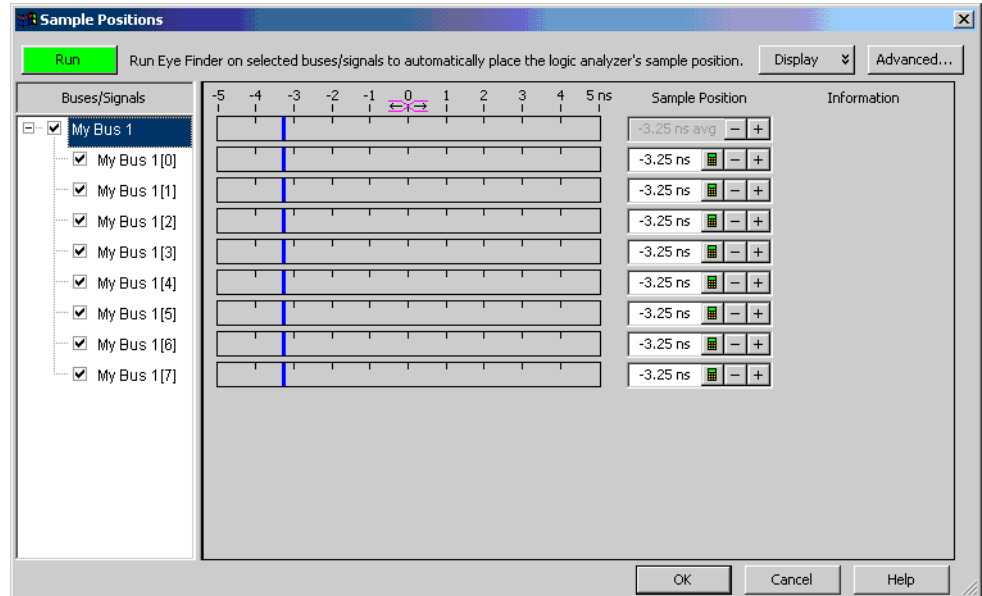 Sample Positions
Run Run Eye Finder on selected buses/signals to automatically place the logic analyzer's sample position. Display Advanced...
Buses/Signals -5 -4 -3 -2 -1 0 1 2 3 4 5 ns Sample Position Information
My Bus 1 -3.25 ns avg - +
My Bus 1[0] -3.25 ns - +
My Bus 1[1] -3.25 ns - +
My Bus 1[2] -3.25 ns - +
My Bus 1[3] -3.25 ns - +
My Bus 1[4] -3.25 ns - +
My Bus 1[5] -3.25 ns - +
My Bus 1[6] -3.25 ns - +
My Bus 1[7] -3.25 ns - +
OK Cancel Help